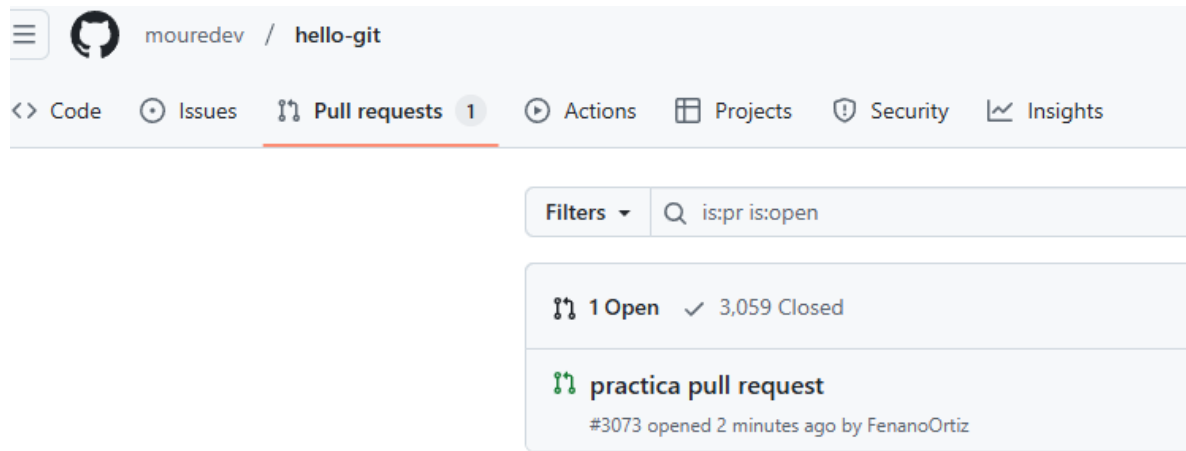 mouredev / hello-git
Code Issues Pull requests 1 Actions Projects Security Insights
Filters is:pr is:open
1 Open 3,059 Closed
practica pull request
#3073 opened 2 minutes ago by FenanoOrtiz